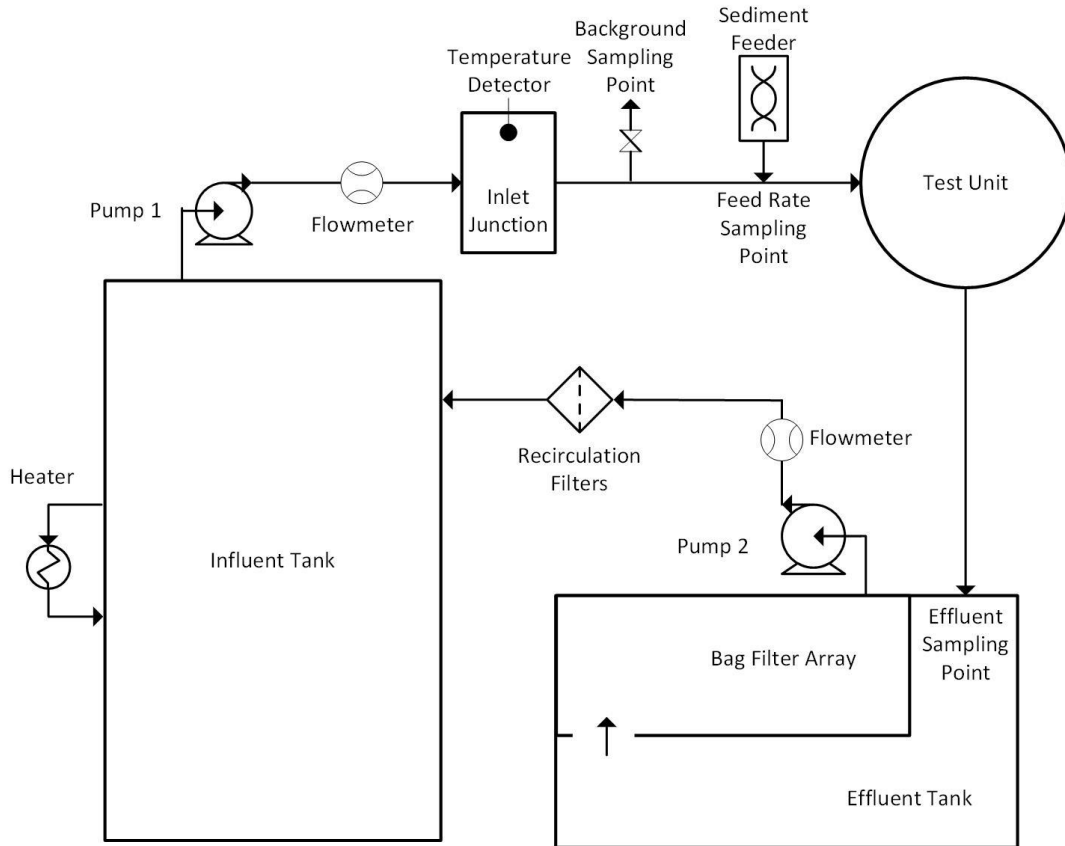 Sediment
Feeder
Background
Sampling
Point
Temperature
Detector
Test Unit
Pump 1
Flowmeter
Inlet
Junction
Feed Rate
Sampling
Point
Flowmeter
Recirculation
Filters
Heater
Influent Tank
Pump 2
Effluent
Sampling
Point
Bag Filter Array
Effluent Tank